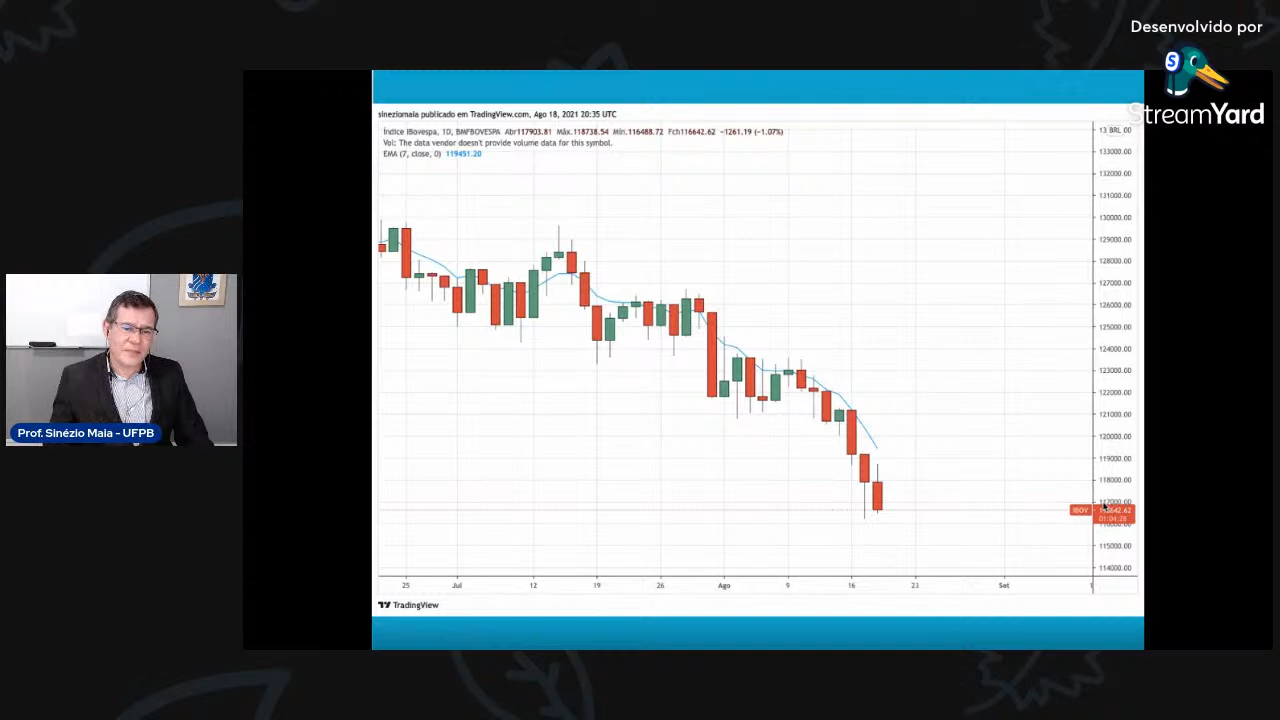 Desenvolvido por
StreamYard
sineziomaia publicado em TradingView.com, Ago 18, 2021 20:35 UTC
Índice IBovespa, 1D, BMFBOVESPA Abr117903.81 Máx.118738.54 Mín.116488.72 Fch116642.62 −1261.19 (−1.07%)
Vol: The data vendor doesn't provide volume data for this symbol.
EMA (7, close, 0) 119451.20
BRL
133000.00
132000.00
131000.00
130000.00
129000.00
128000.00
127000.00
126000.00
125000.00
124000.00
123000.00
122000.00
121000.00
120000.00
119000.00
118000.00
117000.00
IBOV
01:04:28
115000.00
114000.00
25 Jul 12 19 26 Ago 9 16 23 Set
TradingView
Prof. Sinézio Maia - UFPB